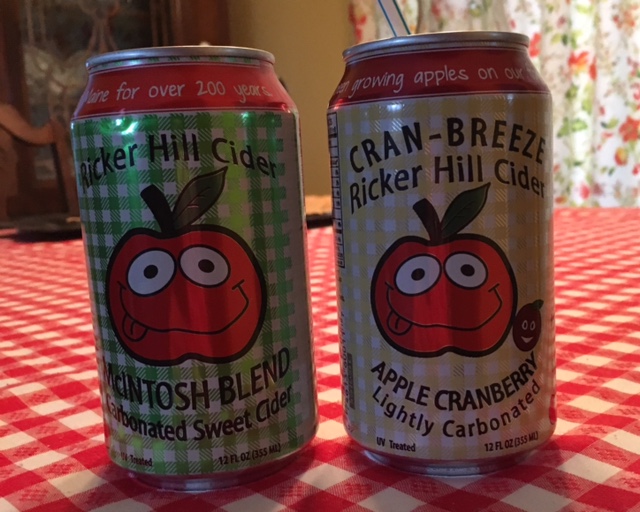 for over 200 years
Ricker Hill Cider
McINTOSH BLEND
Carbonated Sweet Cider
UV Treated
12 FL OZ (355 mL)
growing apples on our
CRAN-BREEZE
Ricker Hill Cider
APPLE CRANBERRY
Lightly Carbonated
UV Treated
12 FL OZ (355 mL)